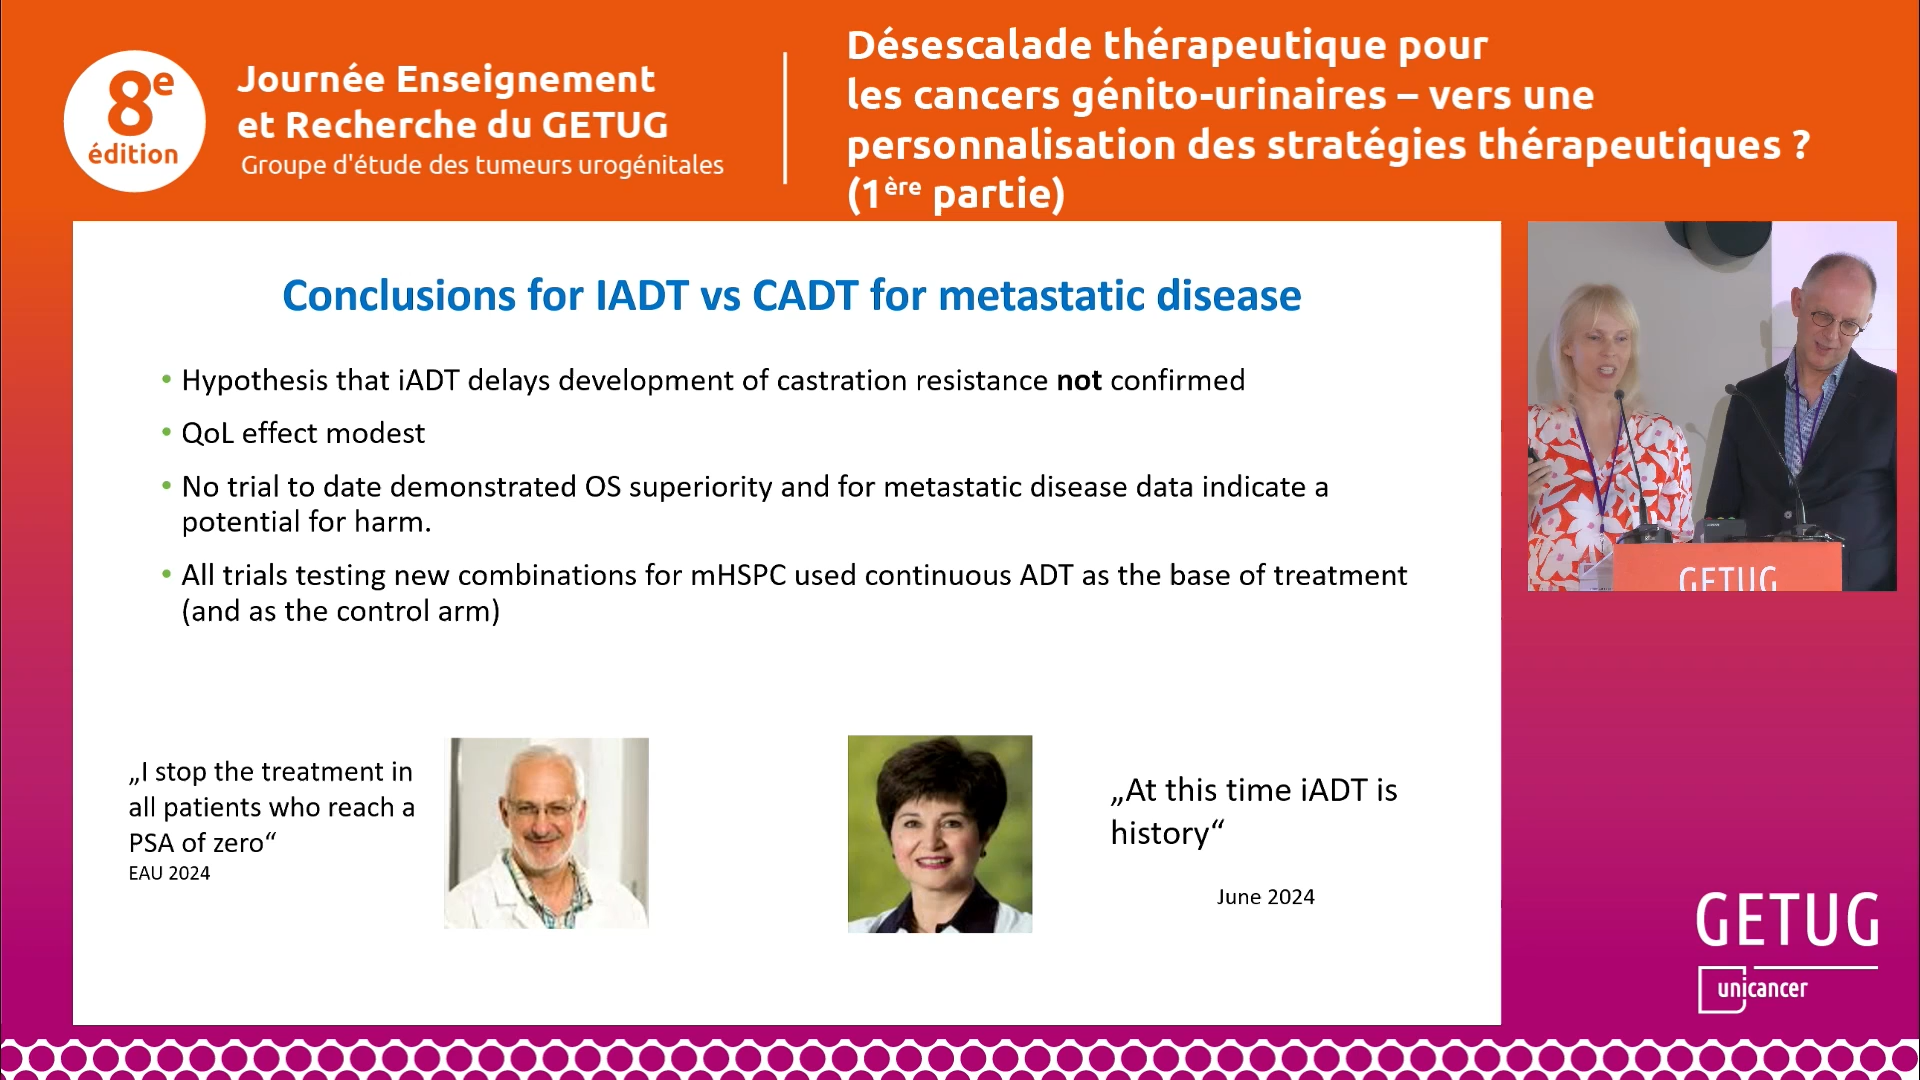 8e
édition
Journée Enseignement
et Recherche du GETUG
Groupe d'étude des tumeurs urogénitales
Désescalade thérapeutique pour
les cancers génito-urinaires – vers une
personnalisation des stratégies thérapeutiques ?
(1ère partie)
Conclusions for IADT vs CADT for metastatic disease
• Hypothesis that iADT delays development of castration resistance not confirmed
• QoL effect modest
• No trial to date demonstrated OS superiority and for metastatic disease data indicate a
potential for harm.
• All trials testing new combinations for mHSPC used continuous ADT as the base of treatment
(and as the control arm)
„I stop the treatment in
all patients who reach a
PSA of zero“
EAU 2024
„At this time iADT is
history“
June 2024
GETUG
GETUG
unicancer